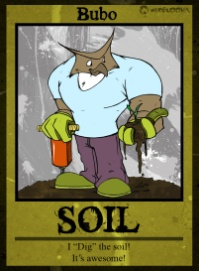 Bubo
SOIL
I "Dig" the soil!
It's awesome!